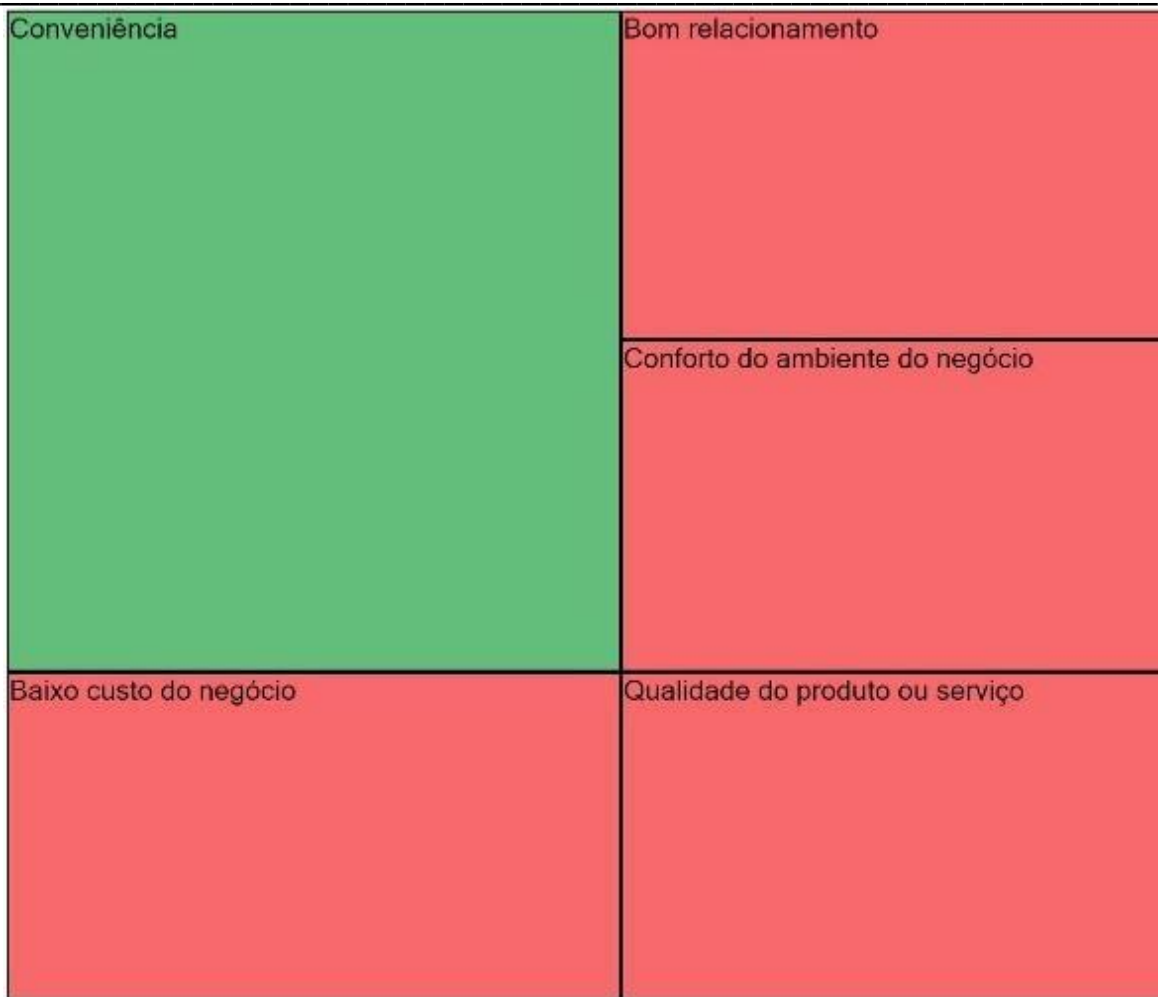 Conveniência
Bom relacionamento
Conforto do ambiente do negócio
Baixo custo do negócio
Qualidade do produto ou serviço